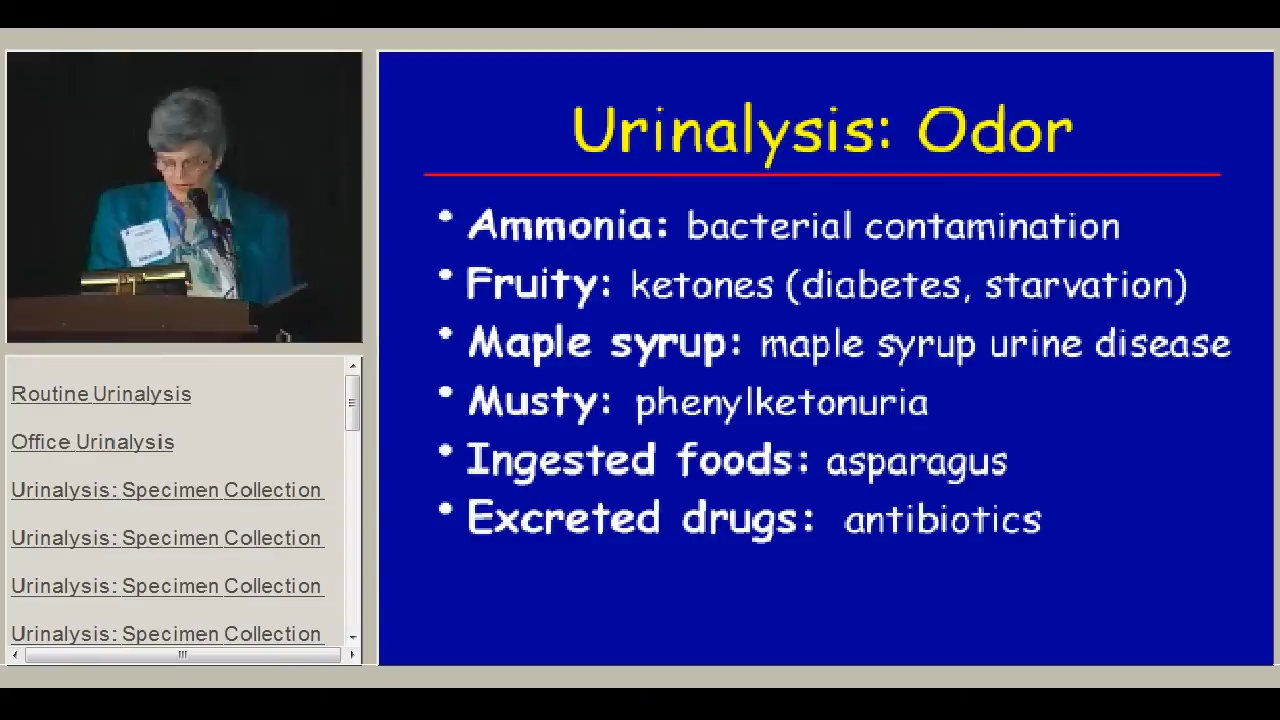 Urinalysis: Odor
• Ammonia: bacterial contamination
• Fruity: ketones (diabetes, starvation)
• Maple syrup: maple syrup urine disease
• Musty: phenylketonuria
• Ingested foods: asparagus
• Excreted drugs: antibiotics
Routine Urinalysis
Office Urinalysis
Urinalysis: Specimen Collection
Urinalysis: Specimen Collection
Urinalysis: Specimen Collection
Urinalysis: Specimen Collection